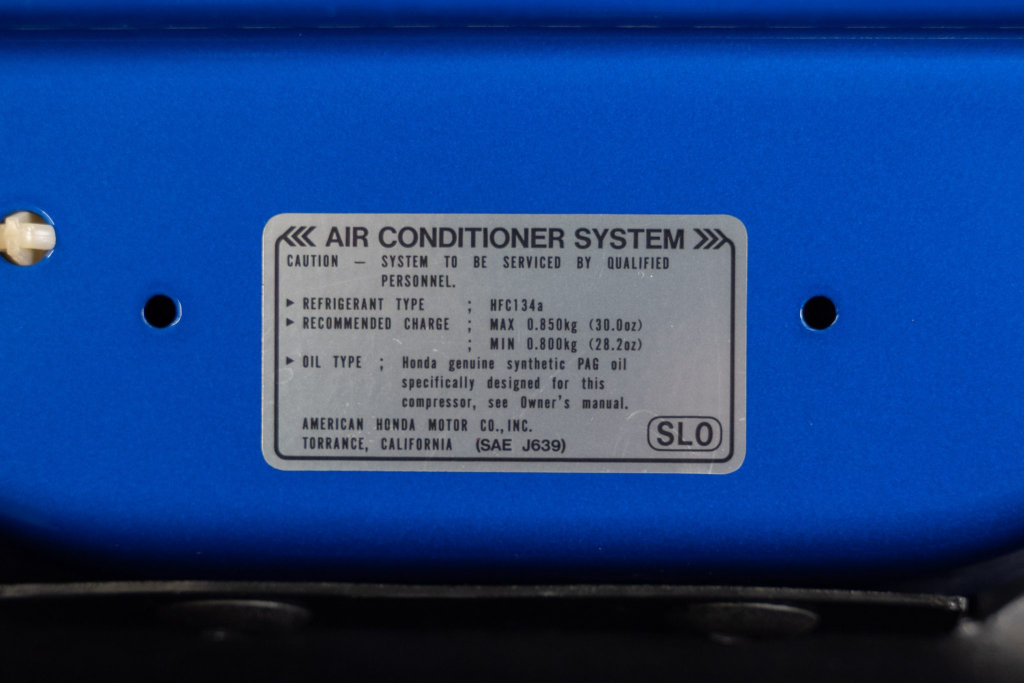 AIR CONDITIONER SYSTEM
CAUTION — SYSTEM TO BE SERVICED BY QUALIFIED
PERSONNEL.
▶ REFRIGERANT TYPE ; HFC134a
▶ RECOMMENDED CHARGE ; MAX 0.850kg (30.0oz)
; MIN 0.800kg (28.2oz)
▶ OIL TYPE ; Honda genuine synthetic PAG oil
specifically designed for this
compressor, see Owner's manual.
AMERICAN HONDA MOTOR CO.,INC.
TORRANCE, CALIFORNIA (SAE J639)
SL0